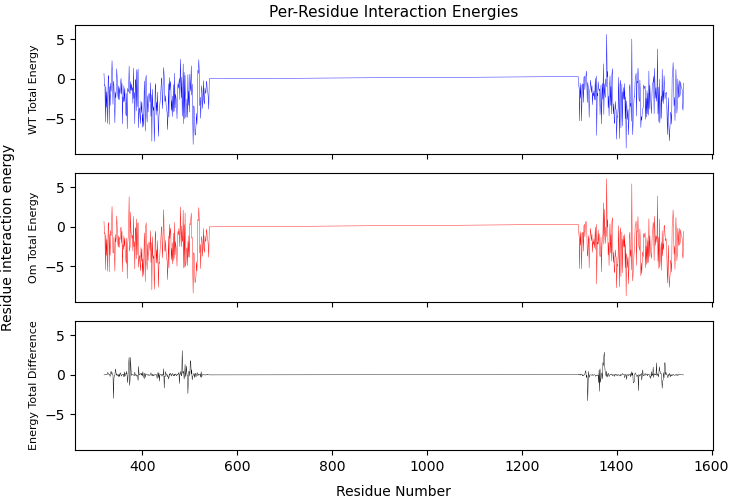 Per-Residue Interaction Energies
Residue interaction energy
WT Total Energy
5
0
−5
Om Total Energy
5
0
−5
Energy Total Difference
5
0
−5
400 600 800 1000 1200 1400 1600
Residue Number